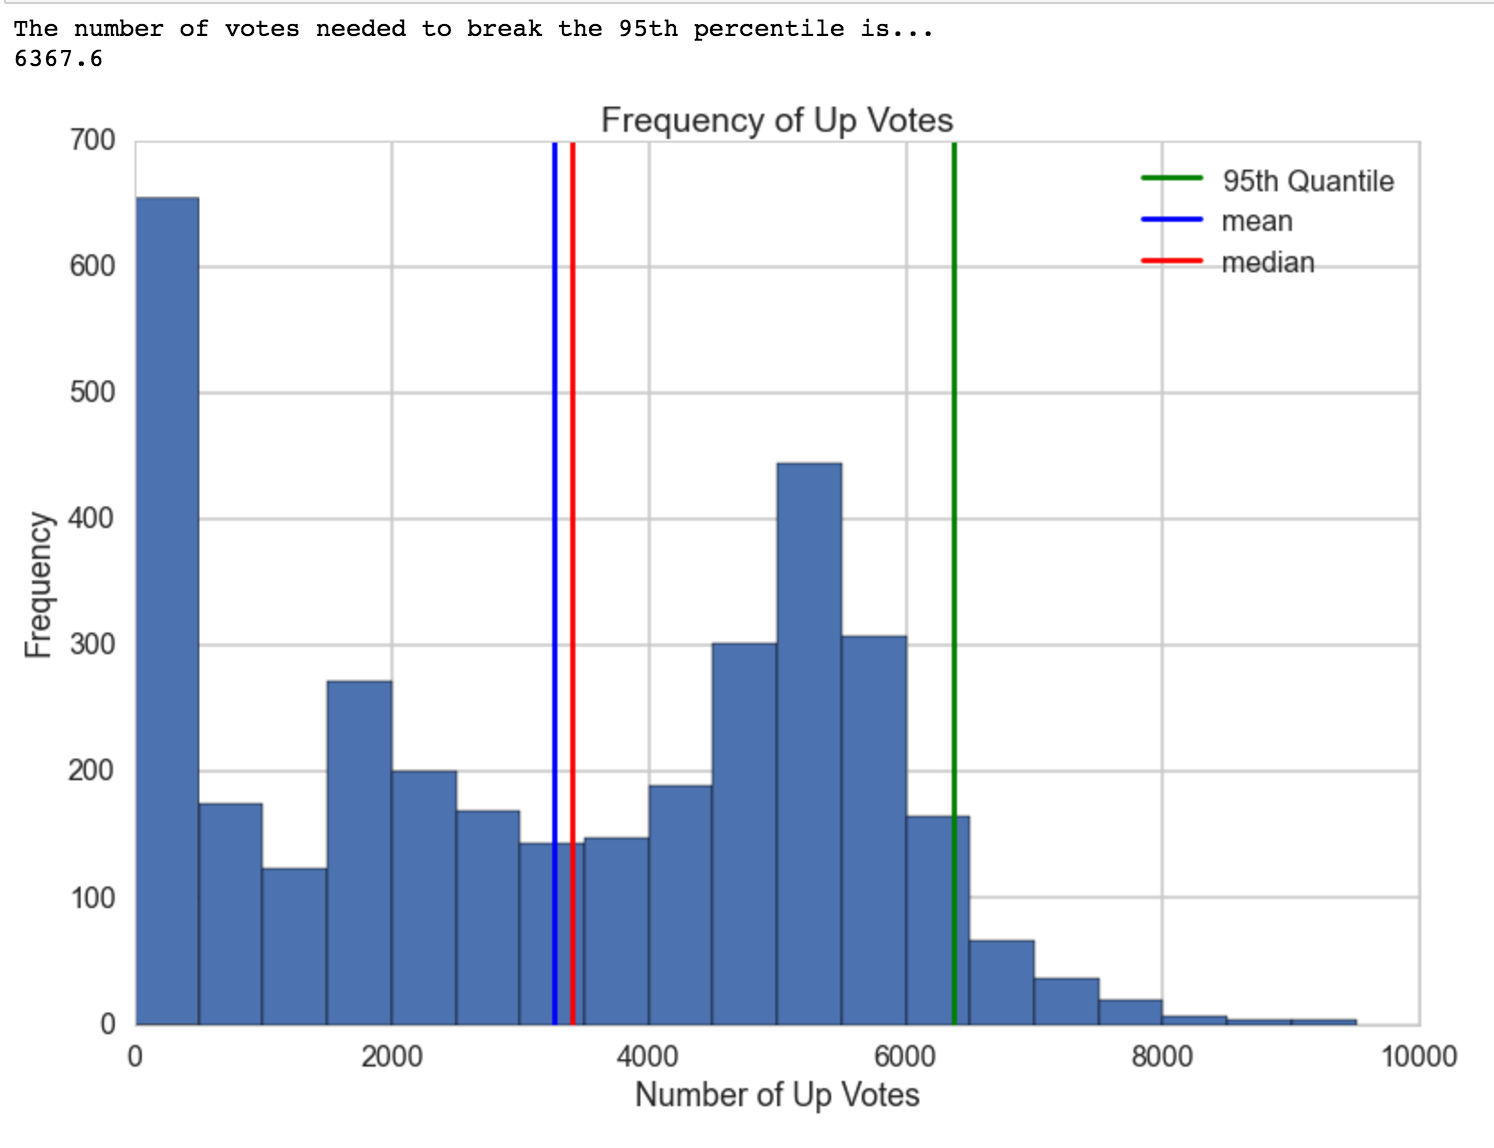 The number of votes needed to break the 95th percentile is...
6367.6
Frequency of Up Votes
700
600
500
400
300
200
100
0
Frequency
95th Quantile
mean
median
0 2000 4000 6000 8000 10000
Number of Up Votes